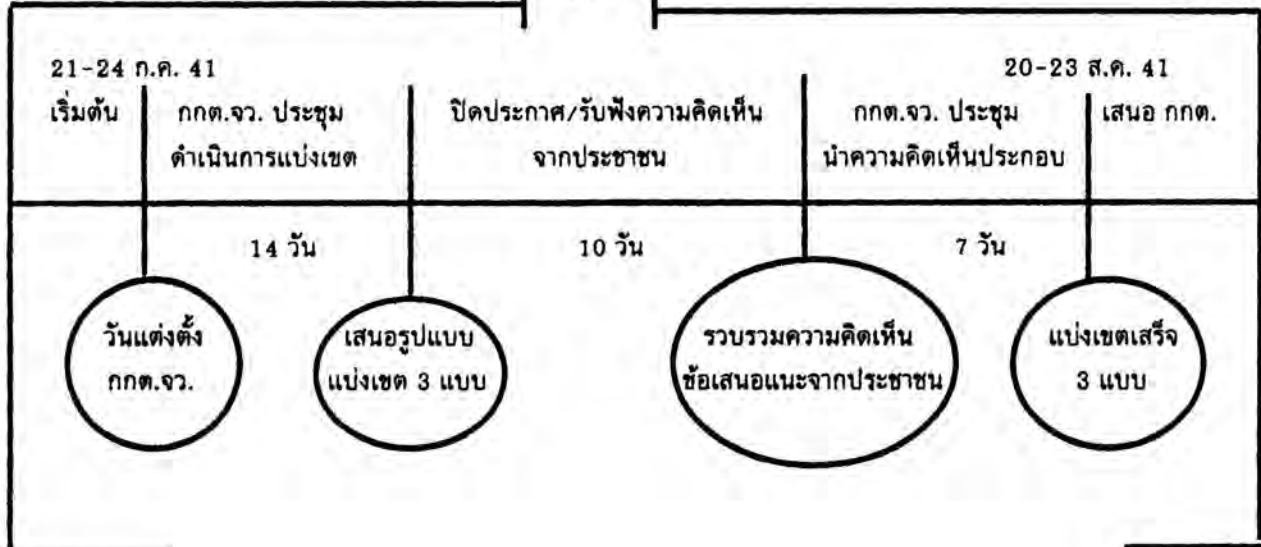 21-24 ก.ค. 41
20-23 ส.ค. 41
เริ่มต้น
กกต.จว. ประชุม
ดำเนินการแบ่งเขต
ปิดประกาศ/รับฟังความคิดเห็น
จากประชาชน
กกต.จว. ประชุม
นำความคิดเห็นประกอบ
เสนอ กกต.
14 วัน
10 วัน
7 วัน
วันแต่งตั้ง
กกต.จว.
เสนอรูปแบบ
แบ่งเขต 3 แบบ
รวบรวมความคิดเห็น
ข้อเสนอแนะจากประชาชน
แบ่งเขตเสร็จ
3 แบบ